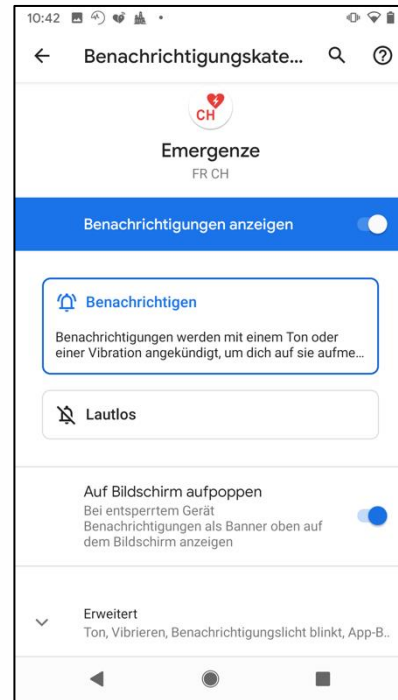 10:42
Benachrichtigungskate...
CH
Emergenze
FR CH
Benachrichtigungen anzeigen
Benachrichtigen
Benachrichtigungen werden mit einem Ton oder
einer Vibration angekündigt, um dich auf sie aufme...
Lautlos
Auf Bildschirm aufpoppen
Bei entsperrtem Gerät
Benachrichtigungen als Banner oben auf
dem Bildschirm anzeigen
Erweitert
Ton, Vibrieren, Benachrichtigungslicht blinkt, App-B..